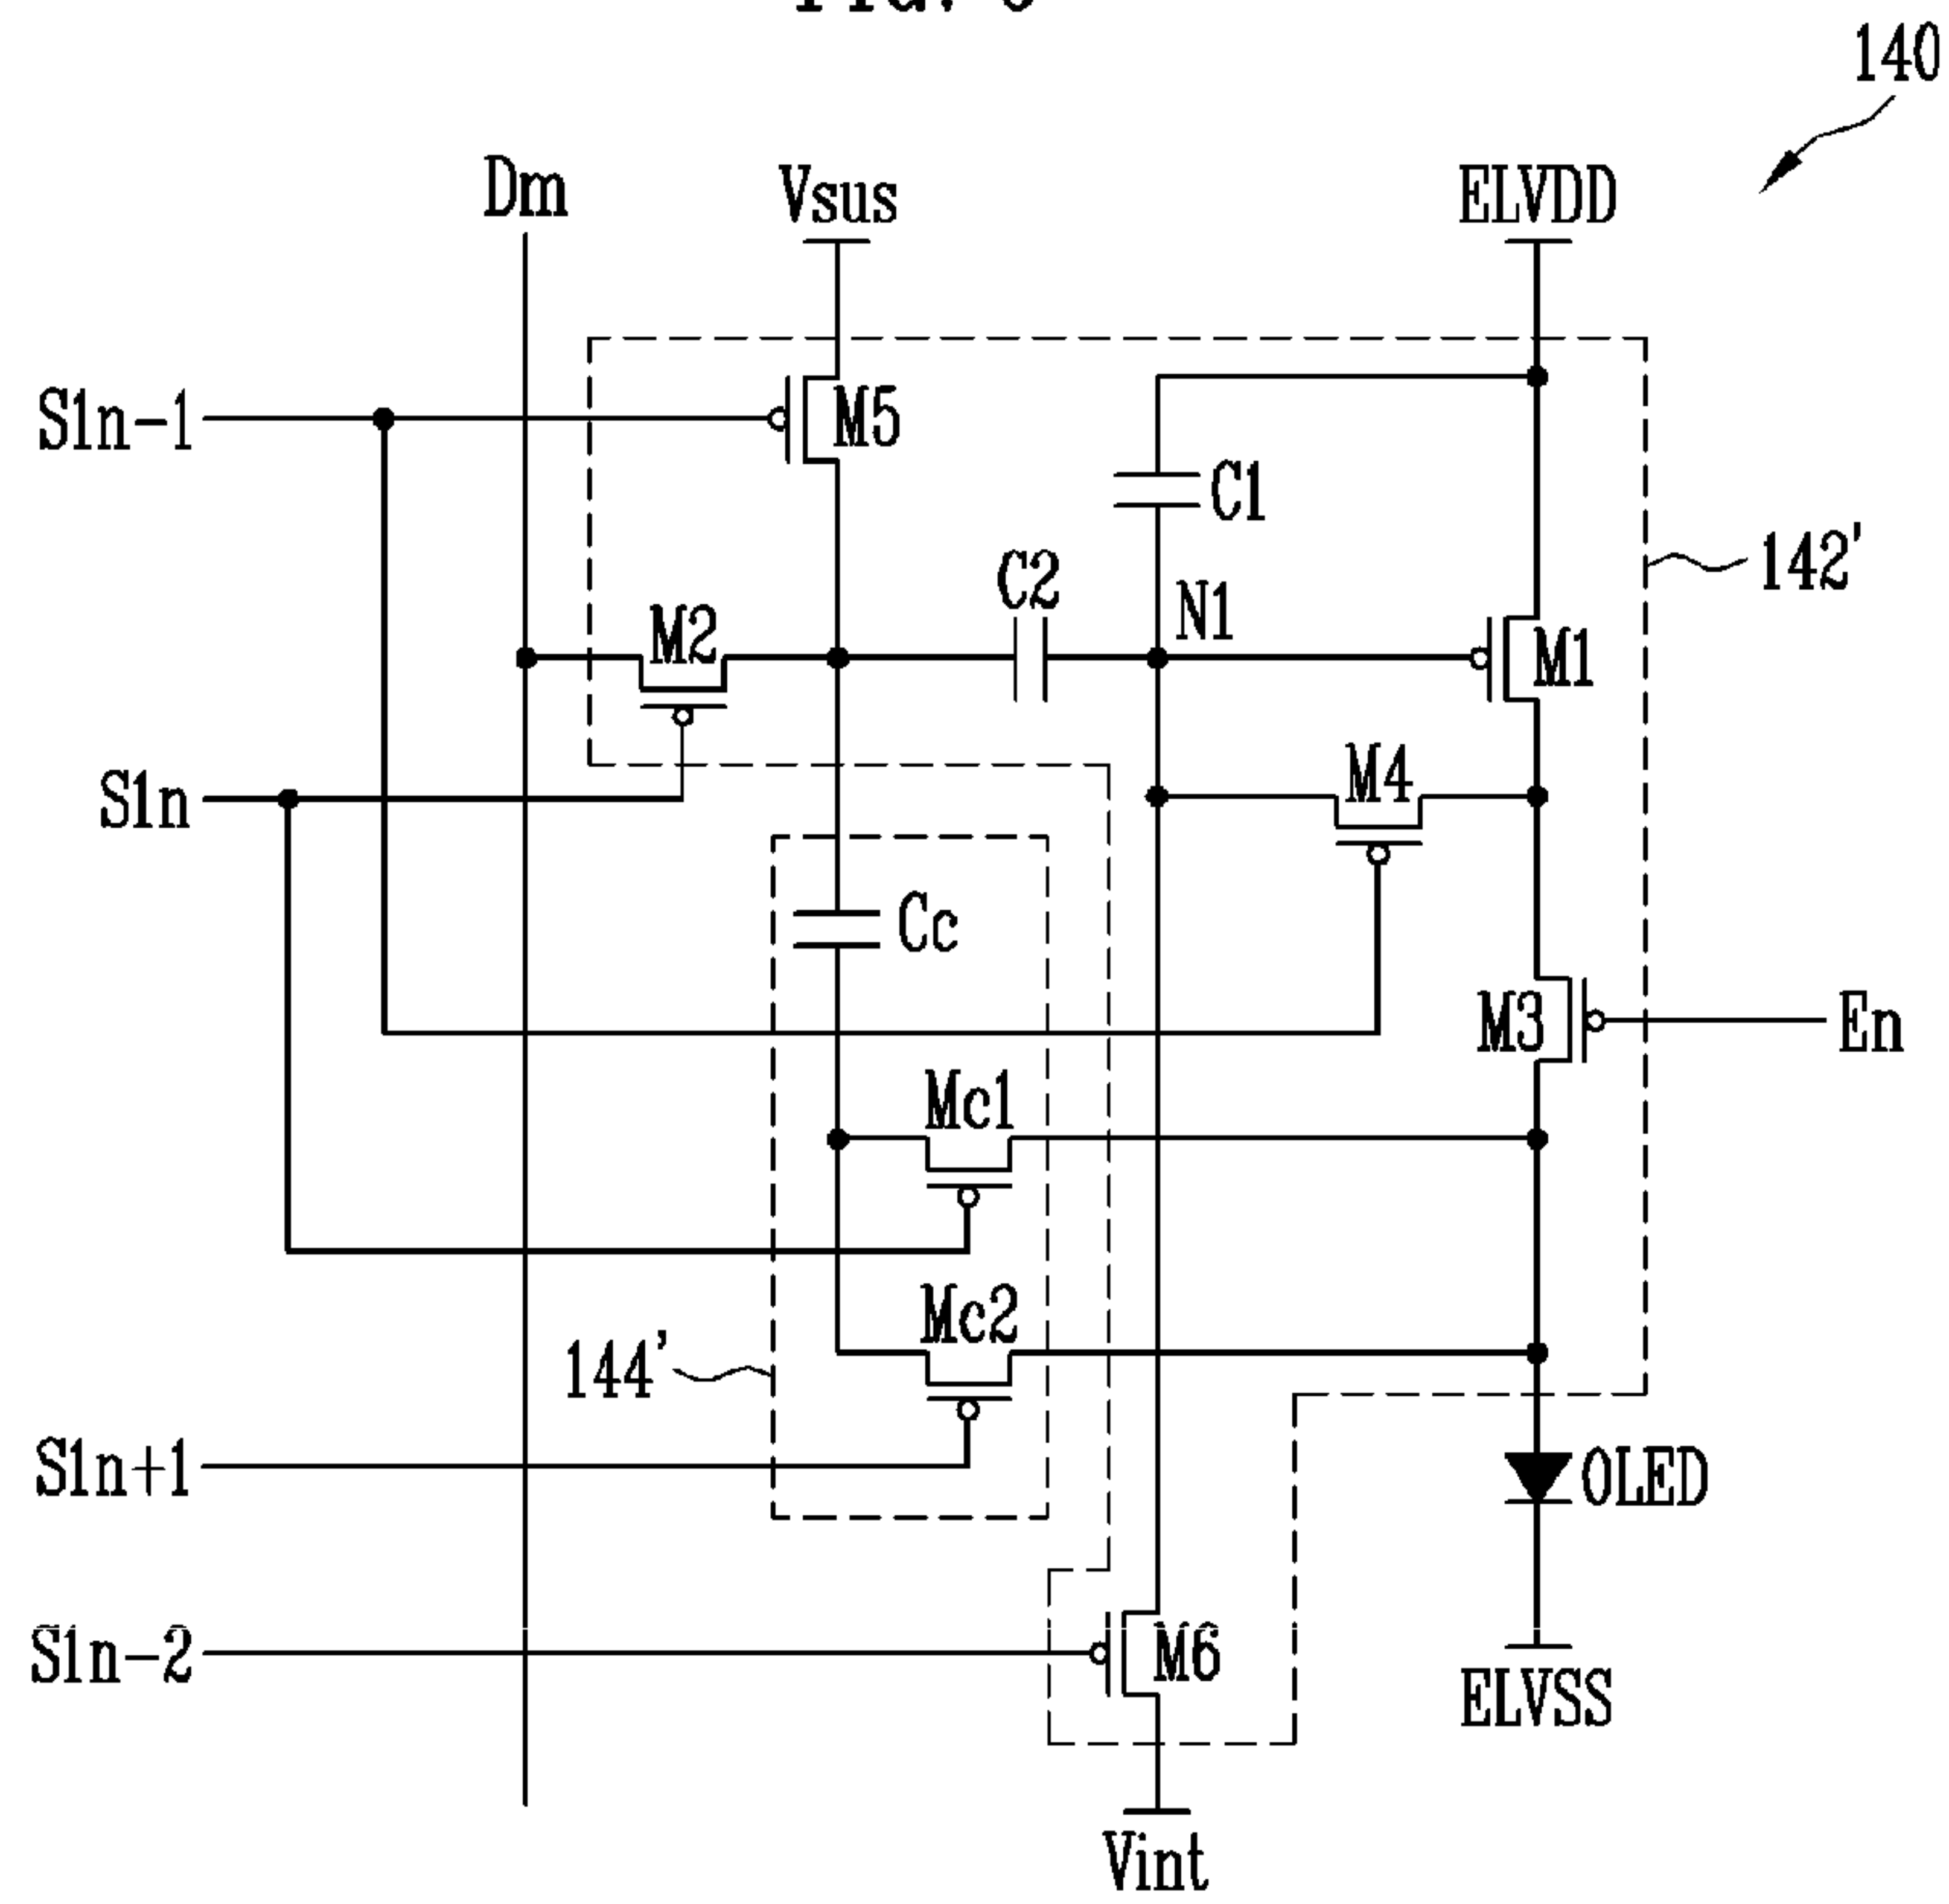 140
Dm
Vsus
ELVDD
S1n-1
M5
C1
142'
C2
N1
M2
M1
M4
S1n
Cc
M3
En
Mc1
Mc2
144'
S1n+1
OLED
S1n-2
M6
ELVSS
Vint